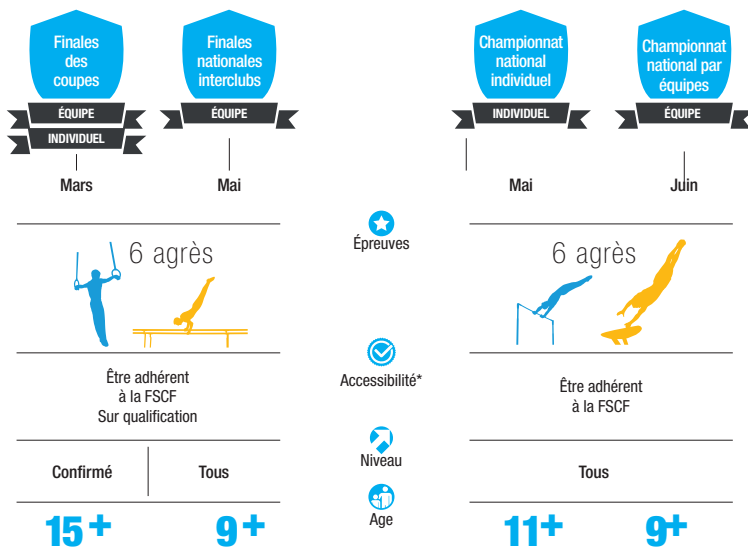 Finales
des
coupes
ÉQUIPE
INDIVIDUEL
Mars
Finales
nationales
interclubs
ÉQUIPE
Mai
Championnat
national
individuel
INDIVIDUEL
Mai
Championnat
national par
équipes
ÉQUIPE
Juin
6 agrès
Épreuves
6 agrès
Être adhérent
à la FSCF
Sur qualification
Accessibilité*
Être adhérent
à la FSCF
Confirmé
Tous
Niveau
Tous
15+
9+
Age
11+
9+